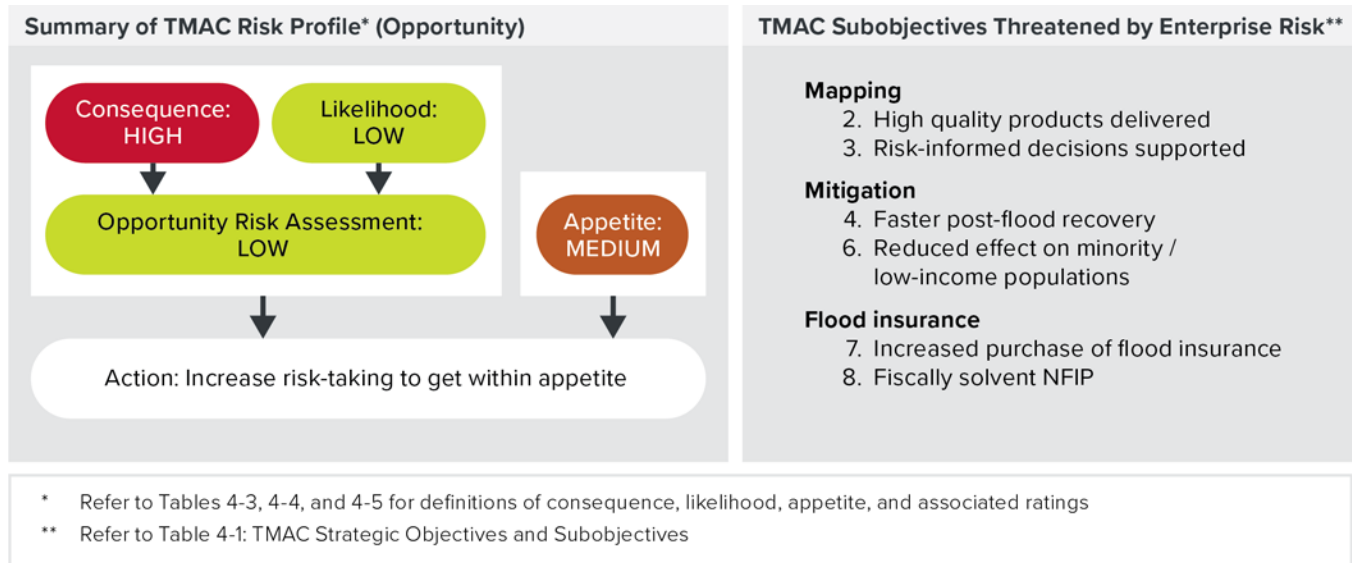 Summary of TMAC Risk Profile* (Opportunity)
Consequence:
HIGH
Likelihood:
LOW
Opportunity Risk Assessment:
LOW
Appetite:
MEDIUM
Action: Increase risk-taking to get within appetite
TMAC Subobjectives Threatened by Enterprise Risk**
Mapping
2. High quality products delivered
3. Risk-informed decisions supported
Mitigation
4. Faster post-flood recovery
6. Reduced effect on minority /
low-income populations
Flood insurance
7. Increased purchase of flood insurance
8. Fiscally solvent NFIP
* Refer to Tables 4-3, 4-4, and 4-5 for definitions of consequence, likelihood, appetite, and associated ratings
** Refer to Table 4-1: TMAC Strategic Objectives and Subobjectives